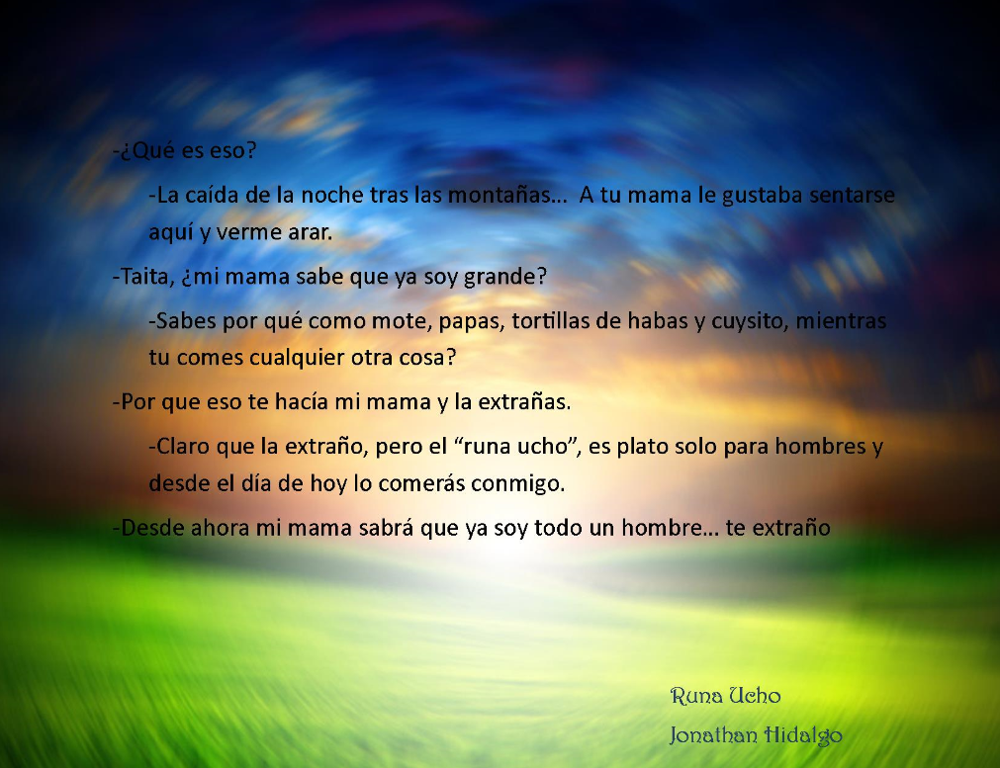 -¿Qué es eso?
-La caída de la noche tras las montañas... A tu mama le gustaba sentarse
aquí y verme arar.
-Taita, ¿mi mama sabe que ya soy grande?
-Sabes por qué como mote, papas, tortillas de habas y cuysito, mientras
tu comes cualquier otra cosa?
-Por que eso te hacía mi mama y la extrañas.
-Claro que la extraño, pero el “runa ucho”, es plato solo para hombres y
desde el día de hoy lo comerás conmigo.
-Desde ahora mi mama sabrá que ya soy todo un hombre... te extraño
Runa Ucho
Jonathan Hidalgo